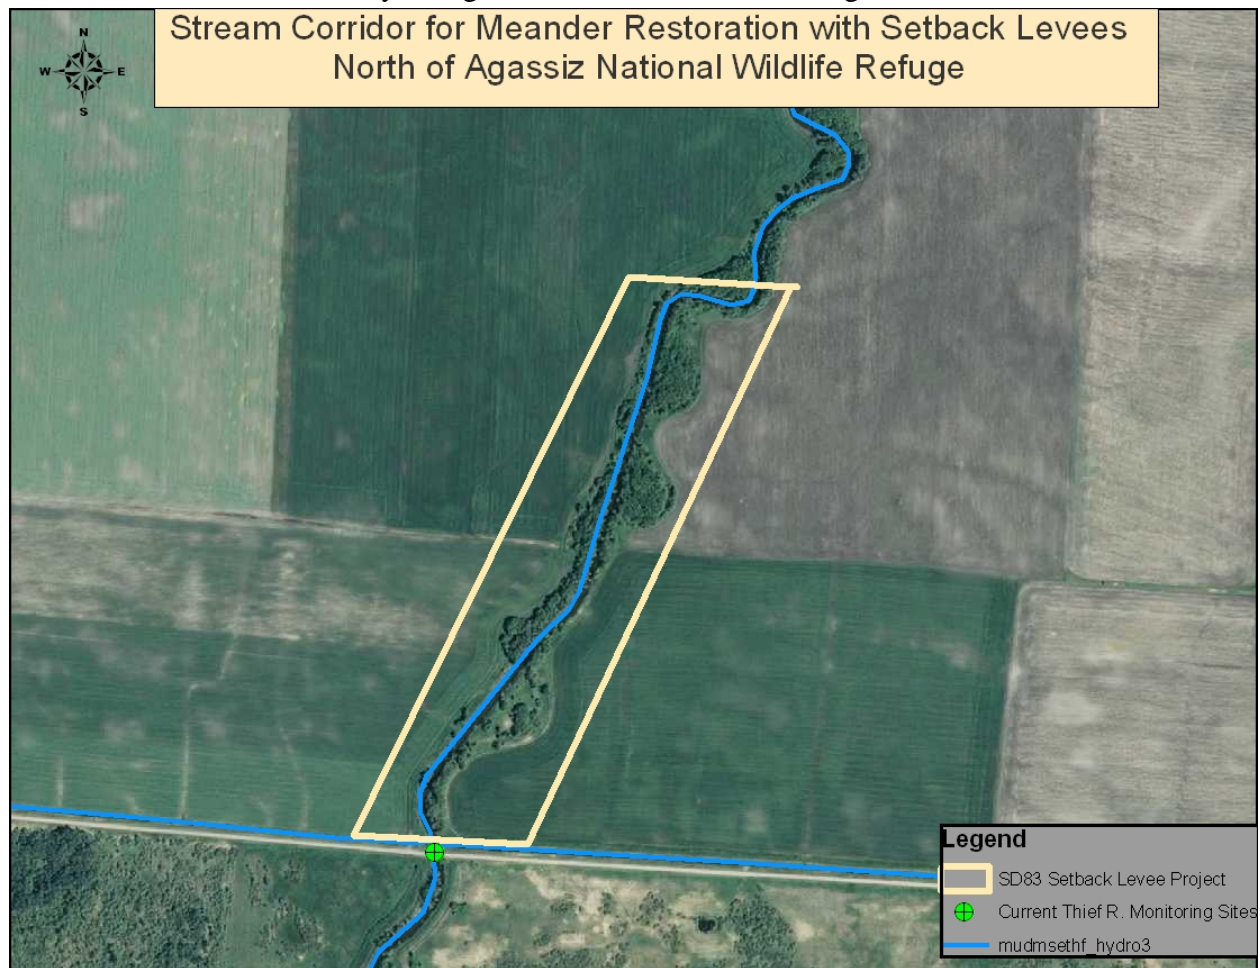 Stream Corridor for Meander Restoration with Setback Levees
North of Agassiz National Wildlife Refuge
N
W E
S
Legend
SD83 Setback Levee Project
Current Thief R. Monitoring Sites
mudmsethf_hydro3